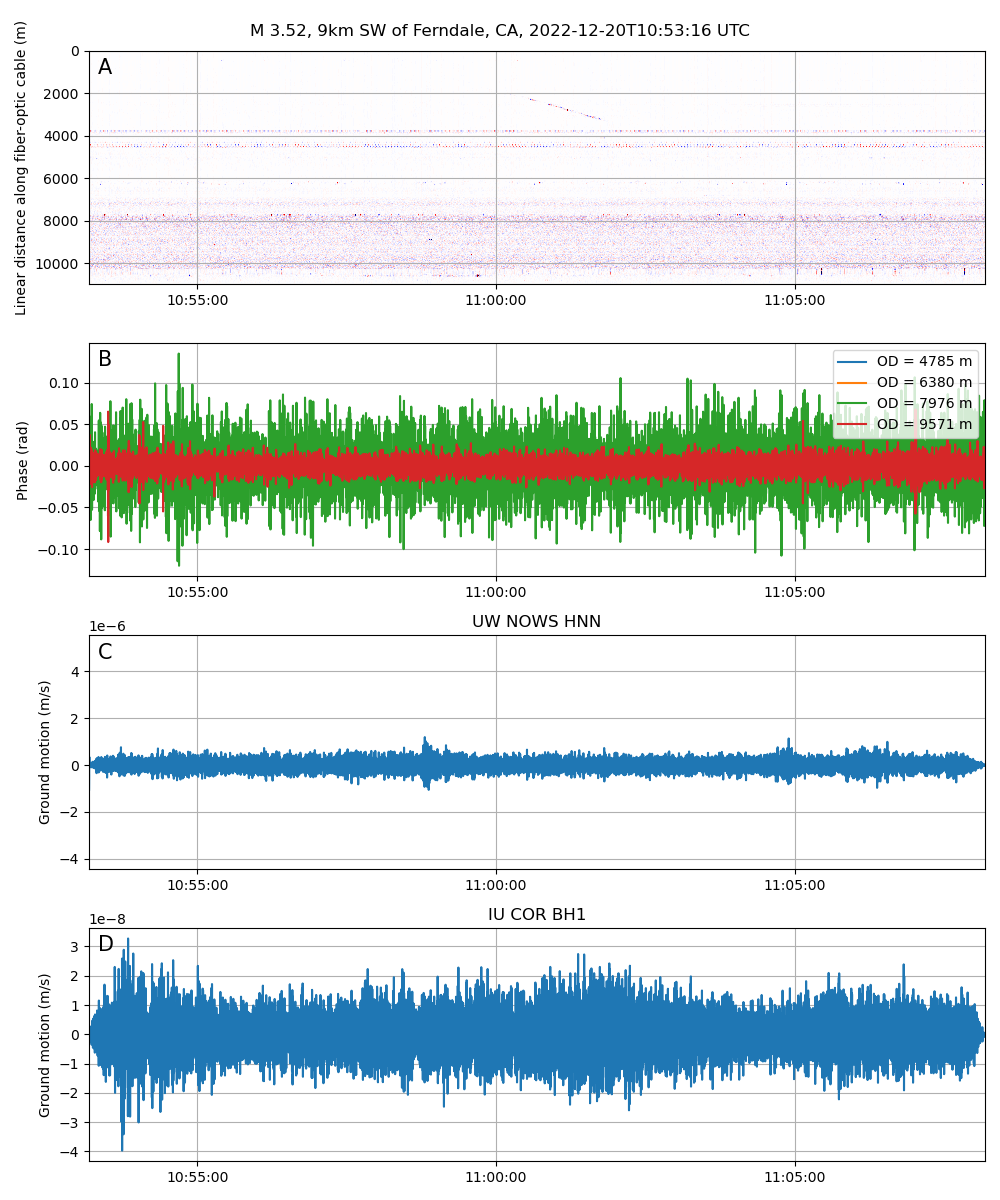 M 3.52, 9km SW of Ferndale, CA, 2022-12-20T10:53:16 UTC
A
Linear distance along fiber-optic cable (m)
0
2000
4000
6000
8000
10000
10:55:00 11:00:00 11:05:00
B
OD = 4785 m
OD = 6380 m
OD = 7976 m
OD = 9571 m
Phase (rad)
0.10
0.05
0.00
−0.05
−0.10
10:55:00 11:00:00 11:05:00
UW NOWS HNN
1e−6
C
Ground motion (m/s)
4
2
0
−2
−4
10:55:00 11:00:00 11:05:00
IU COR BH1
1e−8
D
Ground motion (m/s)
3
2
1
0
−1
−2
−3
−4
10:55:00 11:00:00 11:05:00